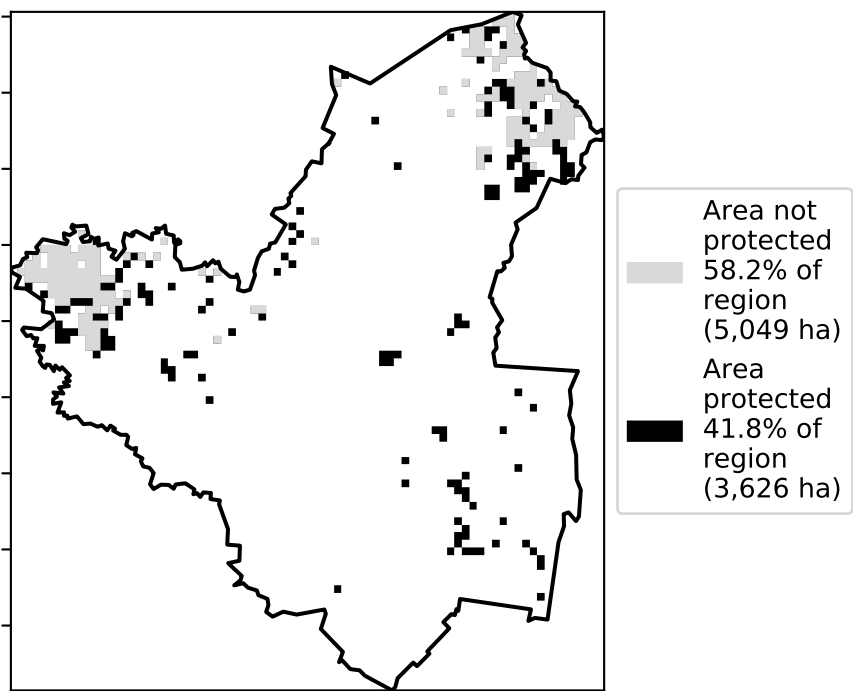 Area not
protected
58.2% of
region
(5,049 ha)
Area
protected
41.8% of
region
(3,626 ha)